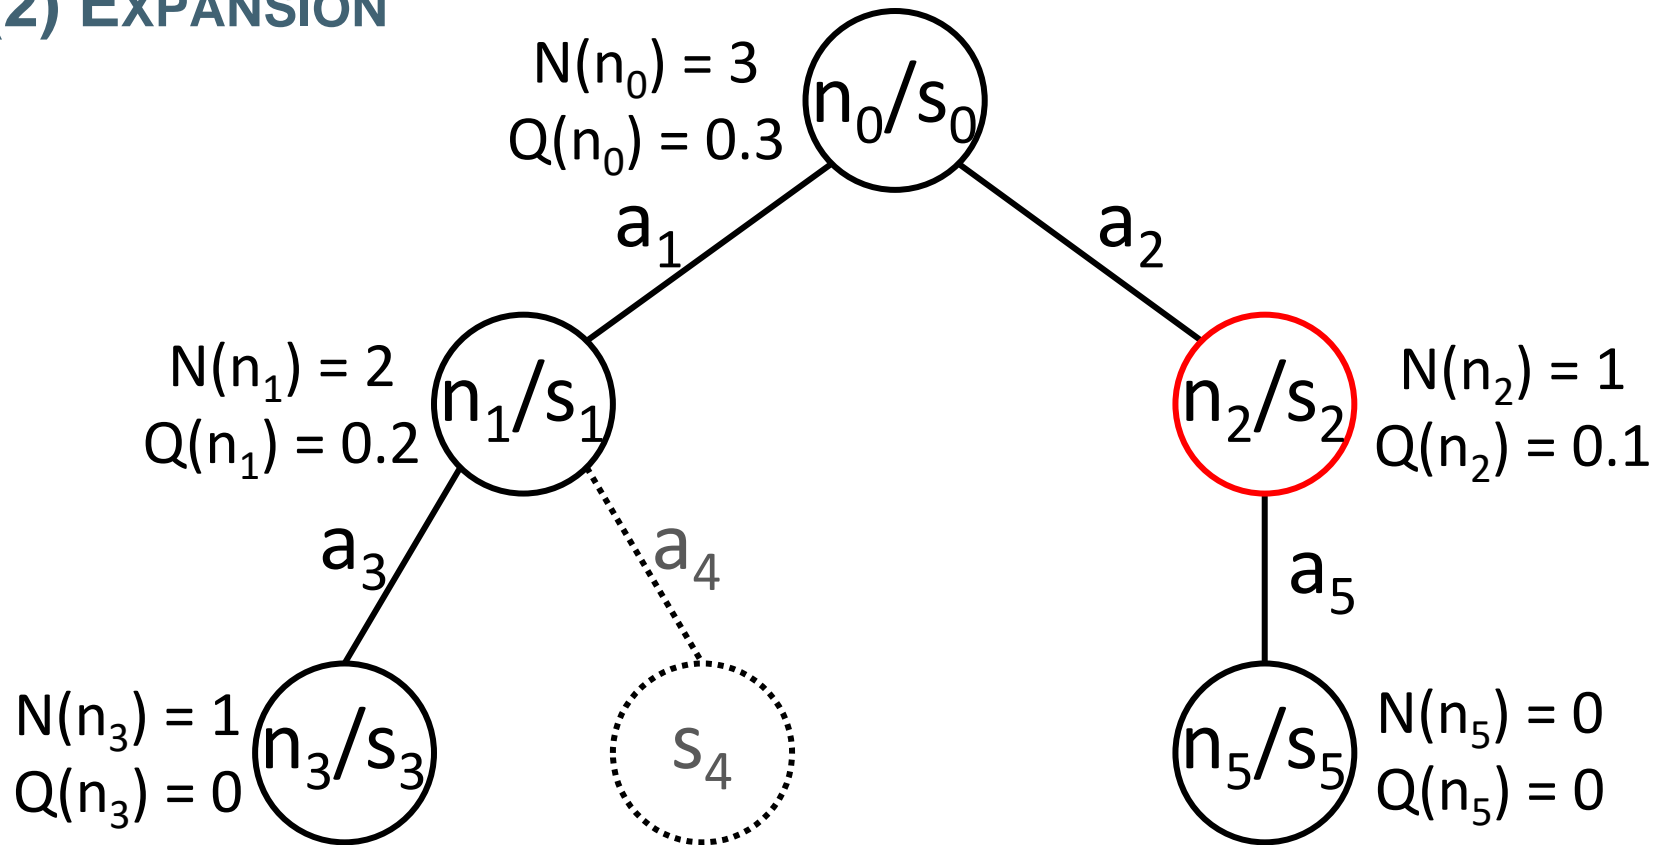 (2) EXPANSION
N(n₀) = 3
Q(n₀) = 0.3
n₀/s₀
a₁
a₂
N(n₁) = 2
Q(n₁) = 0.2
n₁/s₁
n₂/s₂
N(n₂) = 1
Q(n₂) = 0.1
a₃
a₄
a₅
N(n₃) = 1
Q(n₃) = 0
n₃/s₃
s₄
n₅/s₅
N(n₅) = 0
Q(n₅) = 0